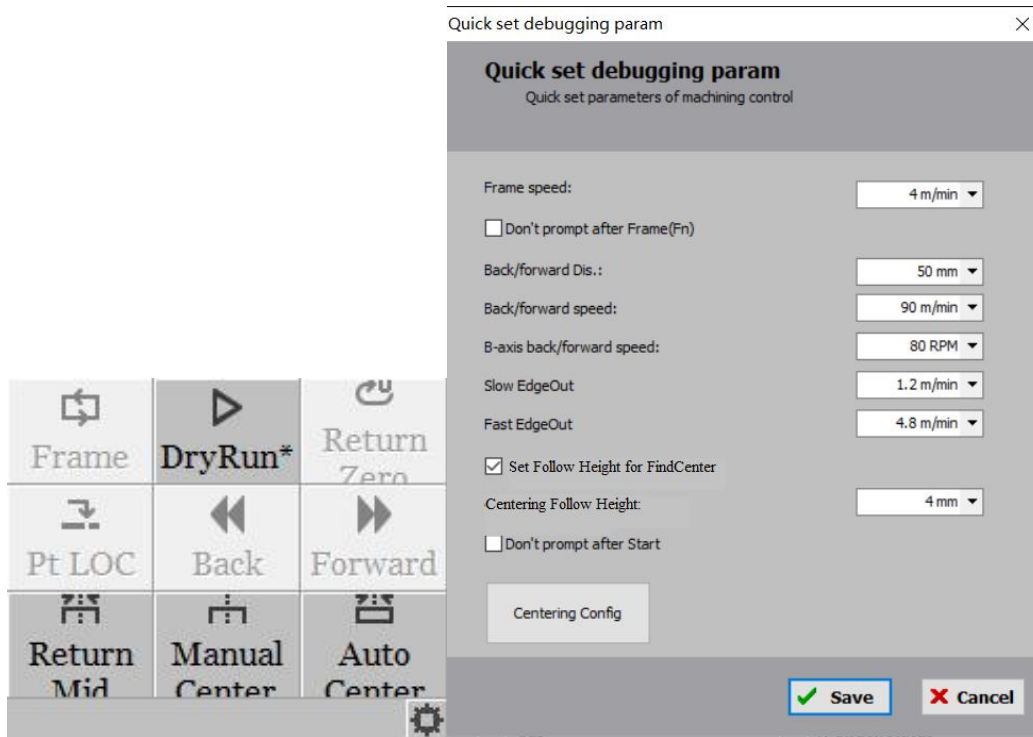 Quick set debugging param
Quick set debugging param
Quick set parameters of machining control
Frame speed:
4 m/min
Don't prompt after Frame(Fn)
Back/forward Dis.:
50 mm
Back/forward speed:
90 m/min
B-axis back/forward speed:
80 RPM
Slow EdgeOut
1.2 m/min
Fast EdgeOut
4.8 m/min
Set Follow Height for FindCenter
Centering Follow Height:
4 mm
Don't prompt after Start
Centering Config
Save
Cancel
Frame
DryRun*
Return
Zero
Pt LOC
Back
Forward
Return
Mid
Manual
Center
Auto
Center